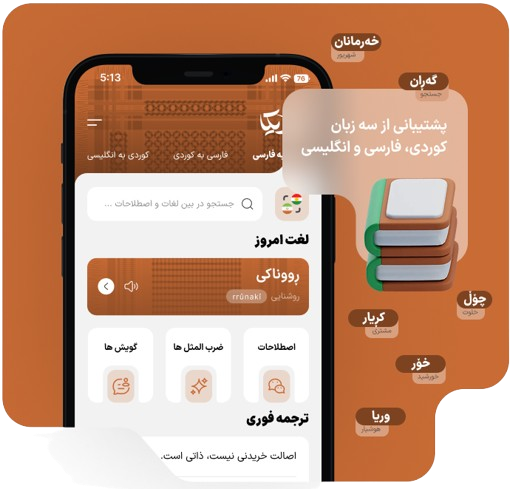 خەرمانان
شهریور
گەڕان
جستجو
پشتیبانی از سه زبان
کوردی، فارسی و انگلیسی
5:13
76
به فارسی
فارسی به کوردی
کوردی به انگلیسی
جستجو در بین لغات و اصطلاحات ...
لغت امروز
ڕووناکی
روشنایی
rrûnakî
اصطلاحات
ضرب المثل ها
گویش ها
ترجمه فوری
اصالت خریدنی نیست، ذاتی است.
چۆڵ
خلوت
کڕیار
مشتری
خۆر
خورشید
وریا
هوشیار